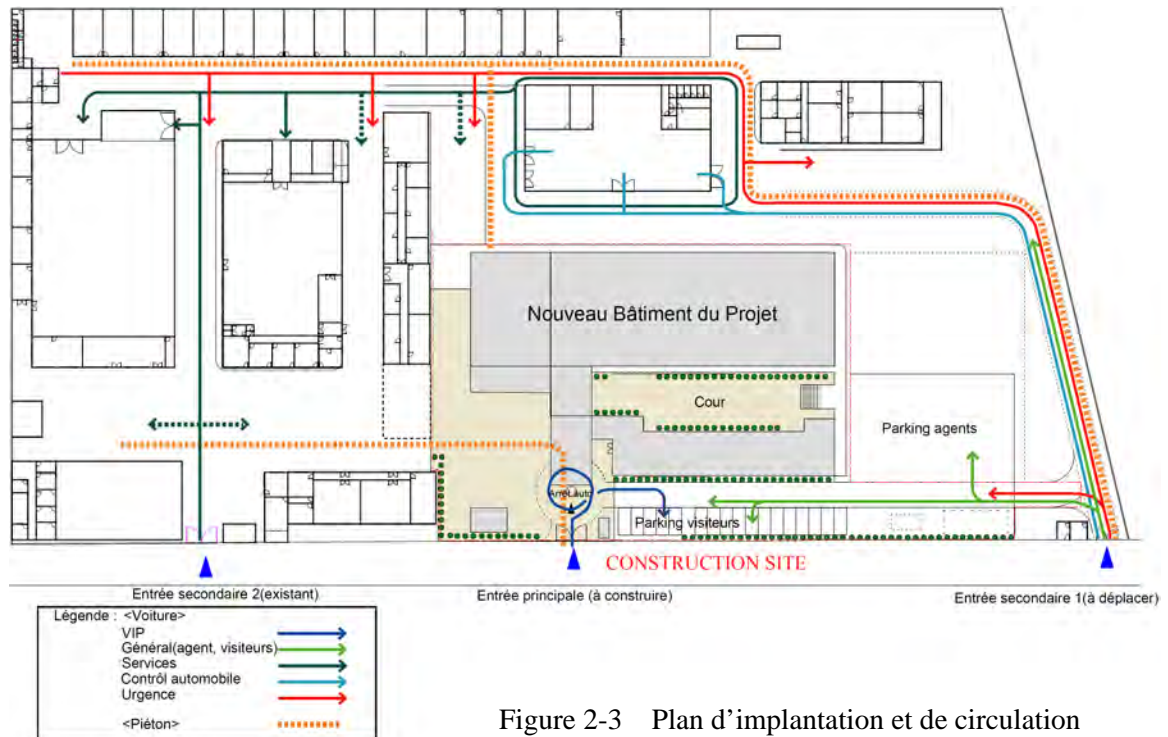 Nouveau Bâtiment du Projet
Cour
Parking agents
Arrêt auto
Parking visiteurs
CONSTRUCTION SITE
Entrée secondaire 2(existant)
Entrée principale (à construire)
Entrée secondaire 1(à déplacer)
Légende : <Voiture>
VIP
Général(agent, visiteurs)
Services
Contrôl automobile
Urgence
<Piéton>
Figure 2-3 Plan d’implantation et de circulation